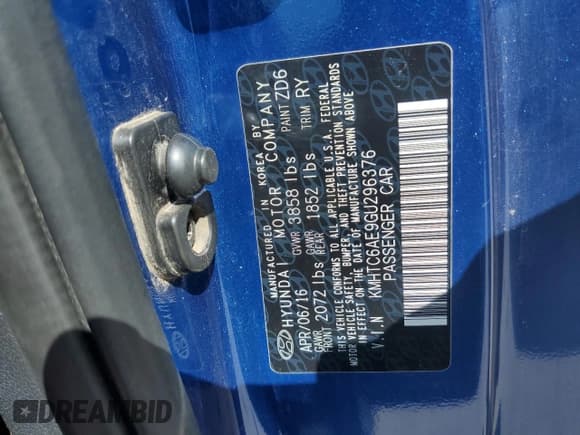 MANUFACTURED IN KOREA BY
HYUNDAI MOTOR COMPANY
APR/06/16 GVWR 3858 lbs PAINT ZD6
GAWR FRONT 2072 lbs GAWR REAR 1852 lbs TRIM RY
THIS VEHICLE CONFORMS TO ALL APPLICABLE U.S.A. FEDERAL
MOTOR VEHICLE SAFETY, BUMPER, AND THEFT PREVENTION STANDARDS
IN EFFECT ON THE DATE OF MANUFACTURE SHOWN ABOVE
V.I.N KMHTC6AE9GU296376
PASSENGER CAR
DREAMBID